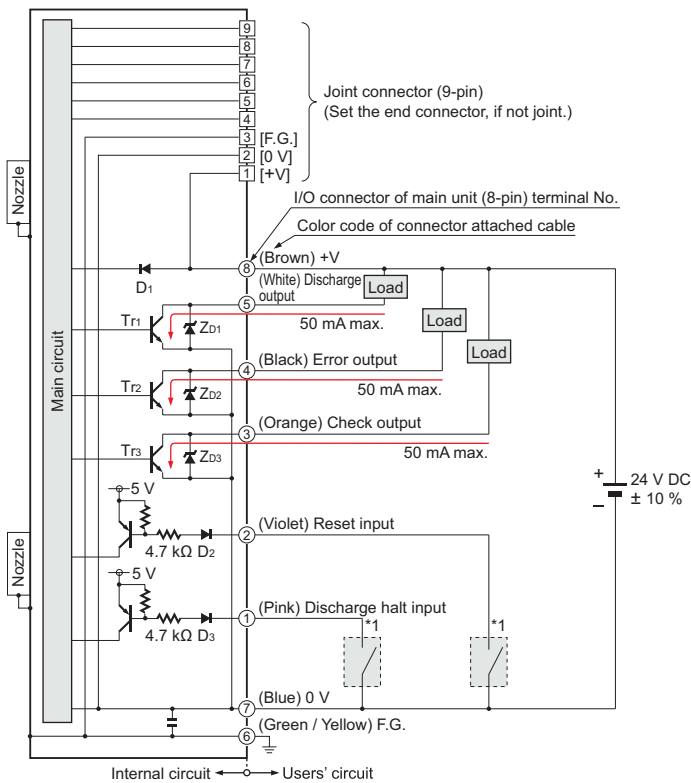 9
8
7
6
5
4
3 [F.G.]
2 [0 V]
1 [+V]
Joint connector (9-pin)
(Set the end connector, if not joint.)
Nozzle
I/O connector of main unit (8-pin) terminal No.
Color code of connector attached cable
8 (Brown) +V
D1
(White) Discharge
output
5
Load
Tr1
ZD1
50 mA max.
Load
Main circuit
4 (Black) Error output
Load
Tr2
ZD2
50 mA max.
3 (Orange) Check output
Tr3
ZD3
50 mA max.
+
24 V DC
± 10 %
−
5 V
2 (Violet) Reset input
4.7 kΩ D2
Nozzle
5 V
1 (Pink) Discharge halt input
4.7 kΩ D3
*1
*1
7 (Blue) 0 V
6 (Green / Yellow) F.G.
Internal circuit
Users' circuit